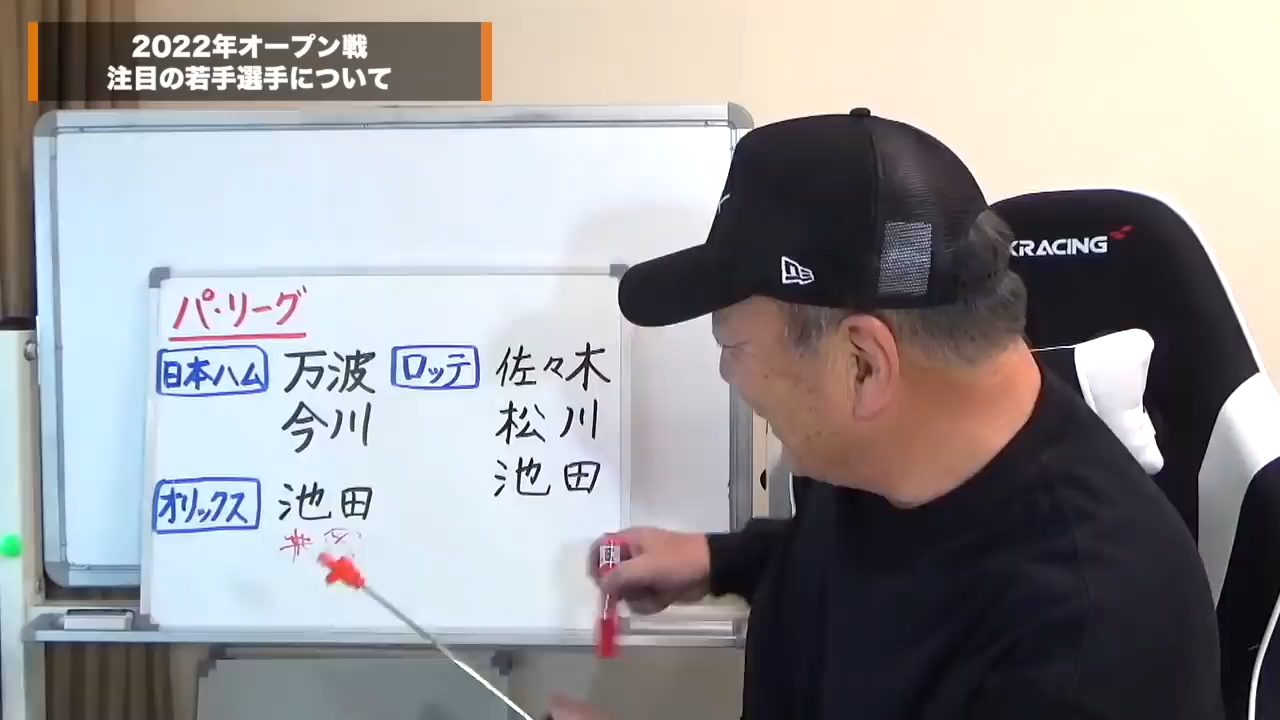 2022年オープン戦
注目の若手選手について
パ・リーグ
日本ハム 万波
今川
ロッテ 佐々木
松川
池田
オリックス 池田
KRACING